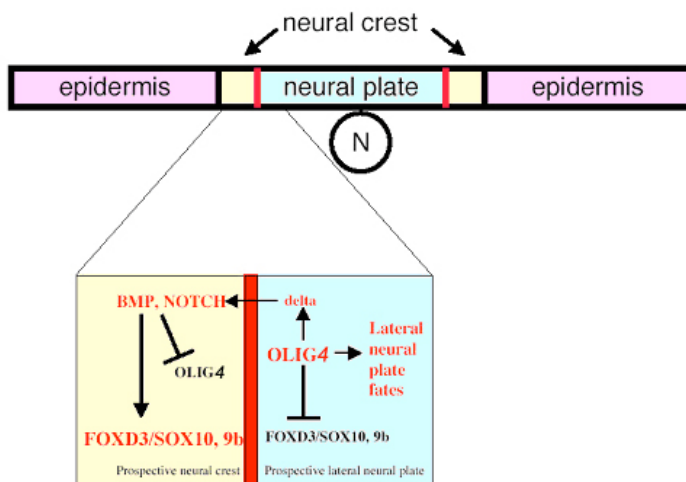 neural crest
epidermis
neural plate
epidermis
N
BMP, NOTCH
delta
OLIG4
OLIG4
Lateral
neural
plate
fates
FOXD3/SOX10, 9b
FOXD3/SOX10, 9b
Prospective neural crest
Prospective lateral neural plate